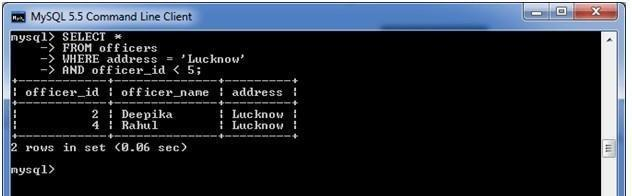 MySQL 5.5 Command Line Client
mysql> SELECT *
-> FROM officers
-> WHERE address = 'Lucknow'
-> AND officer_id < 5;
+------------+--------------+---------+
| officer_id | officer_name | address |
+------------+--------------+---------+
| 2 | Deepika | Lucknow |
| 4 | Rahul | Lucknow |
+------------+--------------+---------+
2 rows in set (0.06 sec)
mysql>